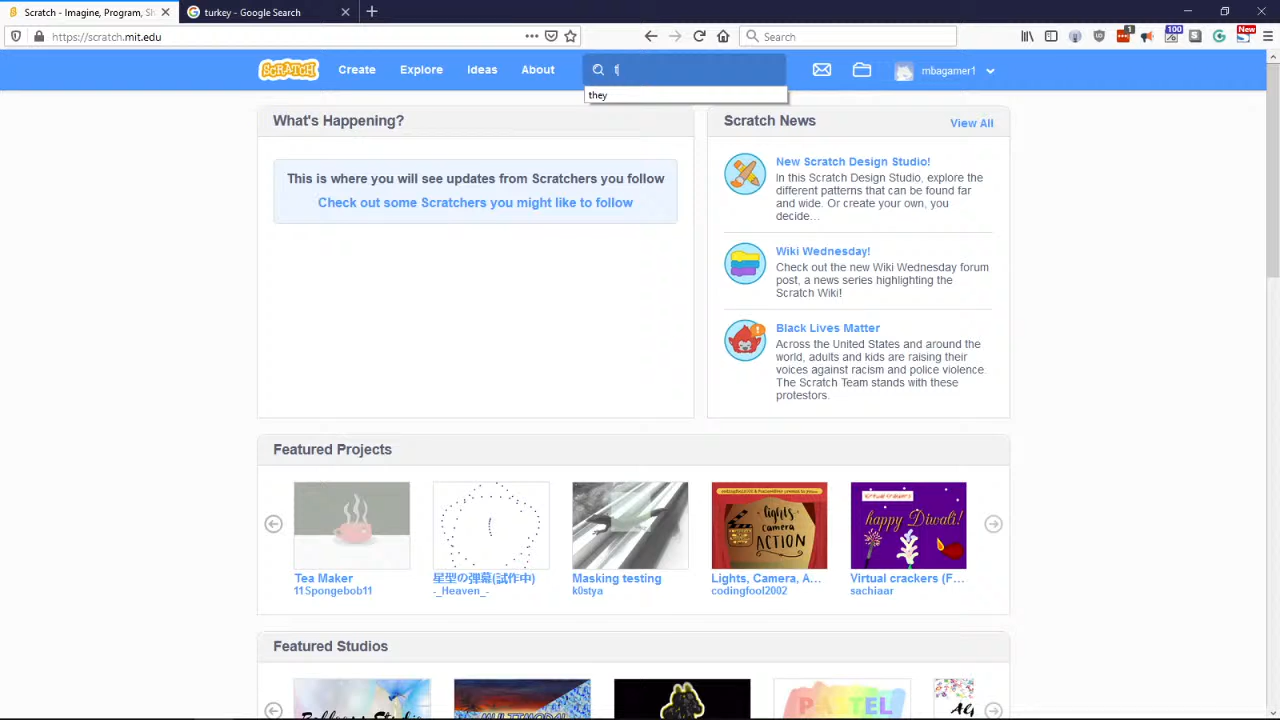 Scratch - Imagine, Program, Sh
turkey - Google Search
https://scratch.mit.edu
Search
1
100
New
SCRATCH
Create
Explore
Ideas
About
t
mbagamer1
they
What's Happening?
This is where you will see updates from Scratchers you follow
Check out some Scratchers you might like to follow
Scratch News
View All
New Scratch Design Studio!
In this Scratch Design Studio, explore the
different patterns that can be found far
and wide. Or create your own, you
decide...
Wiki Wednesday!
Check out the new Wiki Wednesday forum
post, a news series highlighting the
Scratch Wiki!
Black Lives Matter
Across the United States and around the
world, adults and kids are raising their
voices against racism and police violence.
The Scratch Team stands with these
protestors.
Featured Projects
lights
camera
ACTION
happy Diwali!
Tea Maker
11Spongebob11
星型の弾幕(試作中)
-_Heaven_-
Masking testing
k0stya
Lights, Camera, A...
codingfool2002
Virtual crackers (F...
sachiaar
Featured Studios
PASTEL